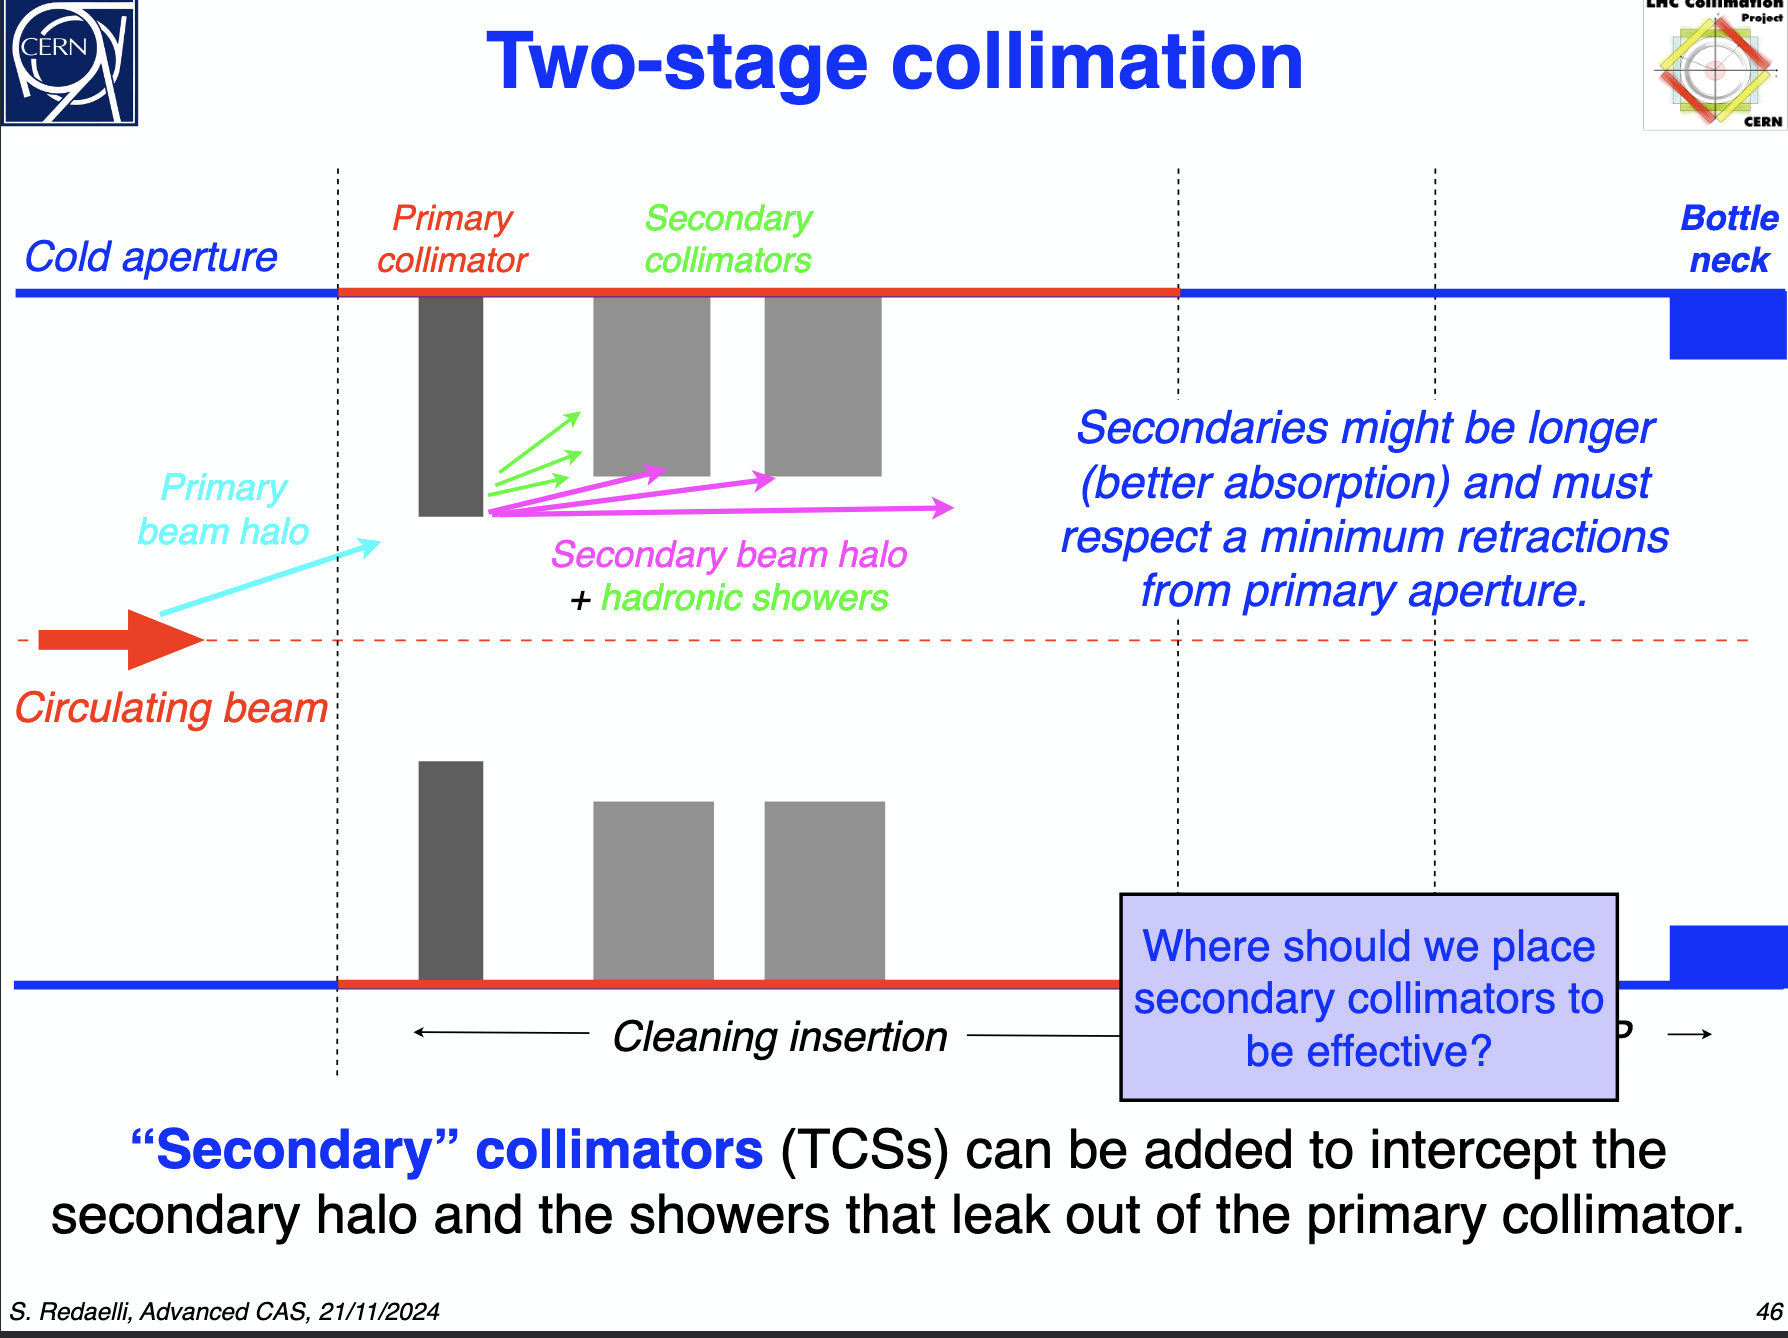 CERN
Two-stage collimation
LHC Collimation
Project
CERN
Cold aperture
Primary
collimator
Secondary
collimators
Bottle
neck
Primary
beam halo
Secondary beam halo
+ hadronic showers
Secondaries might be longer
(better absorption) and must
respect a minimum retractions
from primary aperture.
Circulating beam
Where should we place
secondary collimators to
be effective?
Cleaning insertion
P
“Secondary” collimators (TCSs) can be added to intercept the
secondary halo and the showers that leak out of the primary collimator.
S. Redaelli, Advanced CAS, 21/11/2024
46